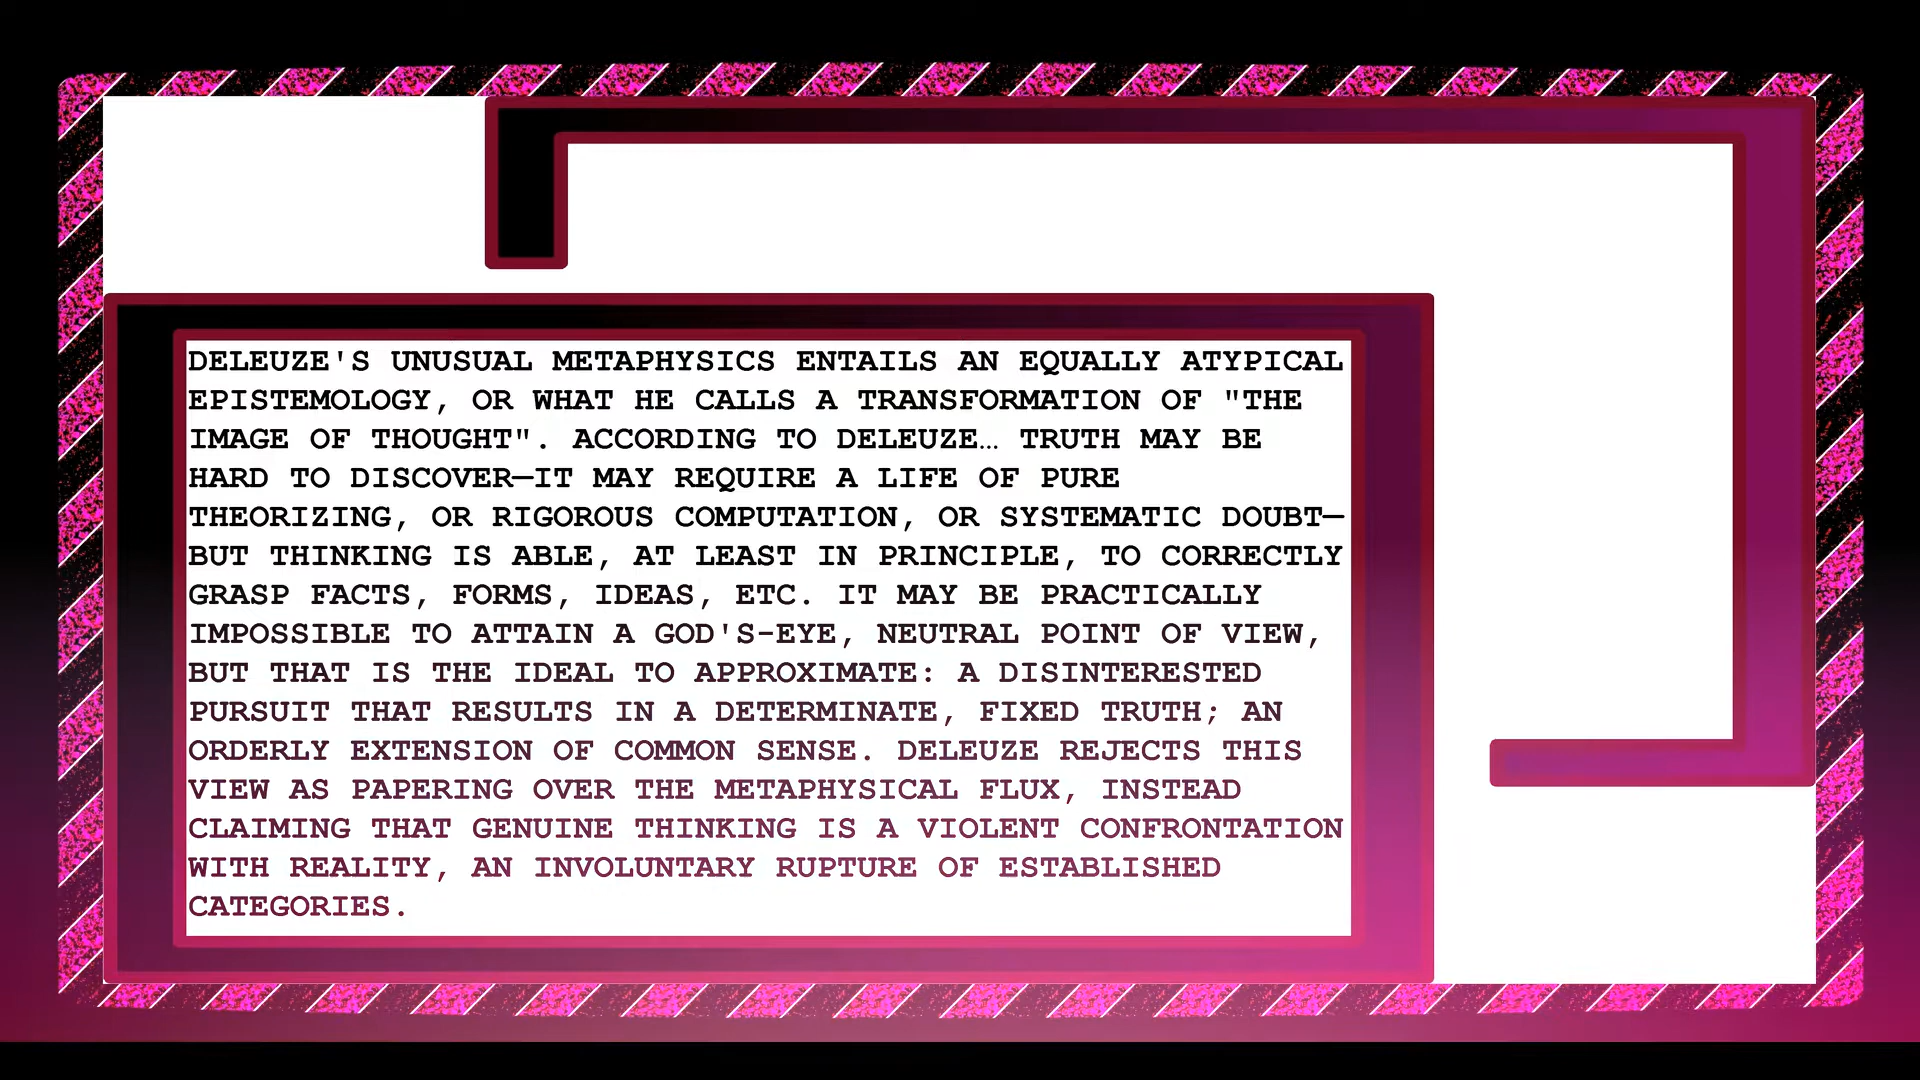 DELEUZE'S UNUSUAL METAPHYSICS ENTAILS AN EQUALLY ATYPICAL
EPISTEMOLOGY, OR WHAT HE CALLS A TRANSFORMATION OF "THE
IMAGE OF THOUGHT". ACCORDING TO DELEUZE… TRUTH MAY BE
HARD TO DISCOVER—IT MAY REQUIRE A LIFE OF PURE
THEORIZING, OR RIGOROUS COMPUTATION, OR SYSTEMATIC DOUBT—
BUT THINKING IS ABLE, AT LEAST IN PRINCIPLE, TO CORRECTLY
GRASP FACTS, FORMS, IDEAS, ETC. IT MAY BE PRACTICALLY
IMPOSSIBLE TO ATTAIN A GOD'S-EYE, NEUTRAL POINT OF VIEW,
BUT THAT IS THE IDEAL TO APPROXIMATE: A DISINTERESTED
PURSUIT THAT RESULTS IN A DETERMINATE, FIXED TRUTH; AN
ORDERLY EXTENSION OF COMMON SENSE. DELEUZE REJECTS THIS
VIEW AS PAPERING OVER THE METAPHYSICAL FLUX, INSTEAD
CLAIMING THAT GENUINE THINKING IS A VIOLENT CONFRONTATION
WITH REALITY, AN INVOLUNTARY RUPTURE OF ESTABLISHED
CATEGORIES.